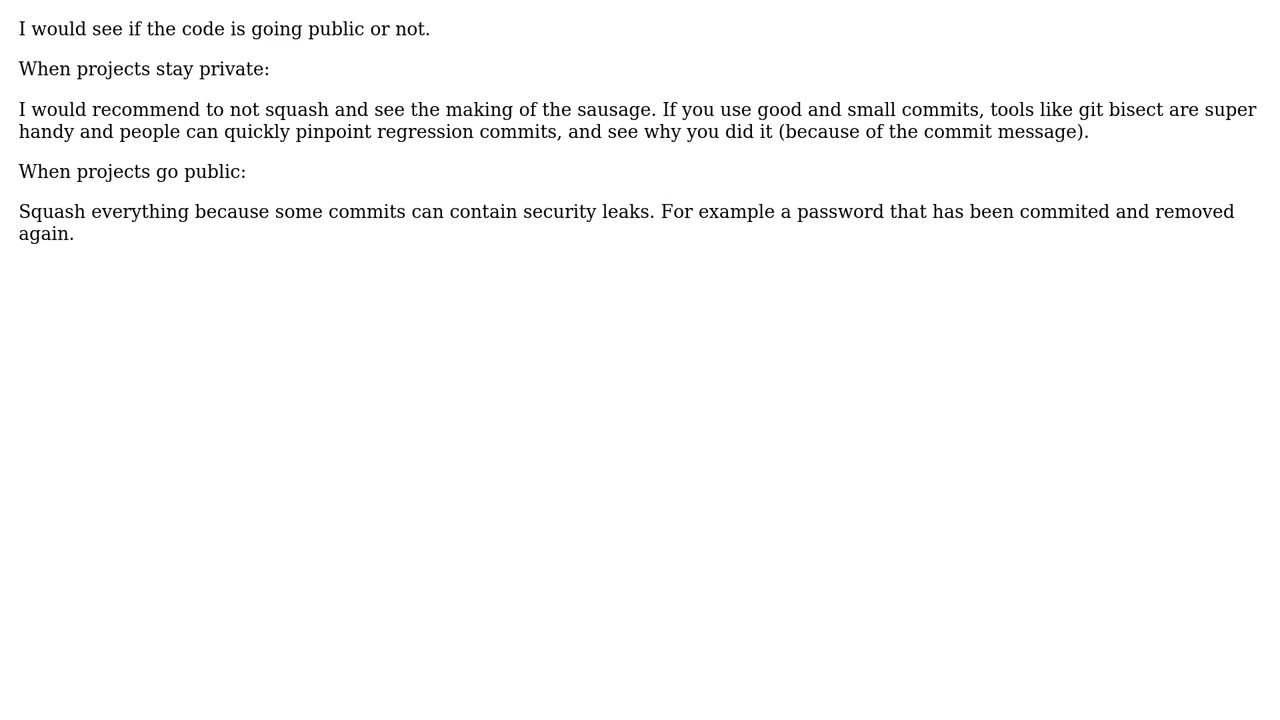 I would see if the code is going public or not.
When projects stay private:
I would recommend to not squash and see the making of the sausage. If you use good and small commits, tools like git bisect are super
handy and people can quickly pinpoint regression commits, and see why you did it (because of the commit message).
When projects go public:
Squash everything because some commits can contain security leaks. For example a password that has been commited and removed
again.